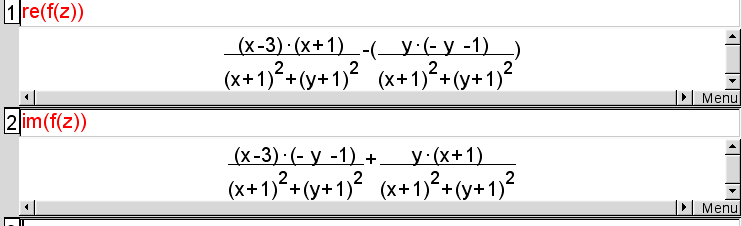 1 re(f(z))
(x-3)·(x+1)/((x+1)^2+(y+1)^2) -( y·(- y -1)/((x+1)^2+(y+1)^2) )
Menu
2 im(f(z))
(x-3)·(- y -1)/((x+1)^2+(y+1)^2) + y·(x+1)/((x+1)^2+(y+1)^2)
Menu